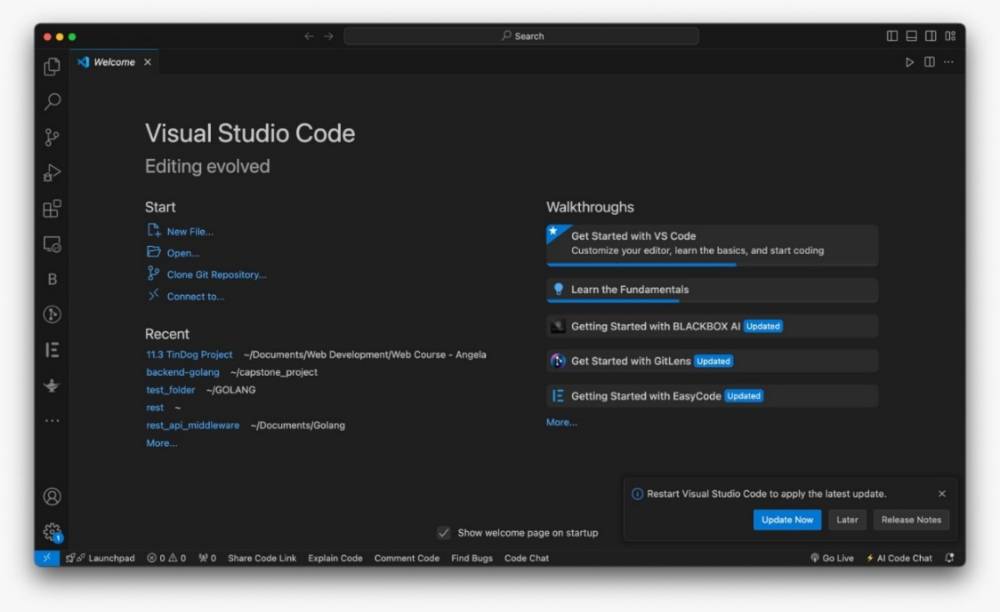 Search
Welcome
Visual Studio Code
Editing evolved
Start
New File...
Open...
Clone Git Repository...
Connect to...
Recent
11.3 TinDog Project ~/Documents/Web Development/Web Course - Angela
backend-golang ~/capstone_project
test_folder ~/GOLANG
rest ~
rest_api_middleware ~/Documents/Golang
More...
Walkthroughs
Get Started with VS Code
Customize your editor, learn the basics, and start coding
Learn the Fundamentals
Getting Started with BLACKBOX AI Updated
Get Started with GitLens Updated
Getting Started with EasyCode Updated
More...
B
Restart Visual Studio Code to apply the latest update.
Update Now Later Release Notes
1
Show welcome page on startup
Launchpad 0 0 0 Share Code Link Explain Code Comment Code Find Bugs Code Chat Go Live AI Code Chat